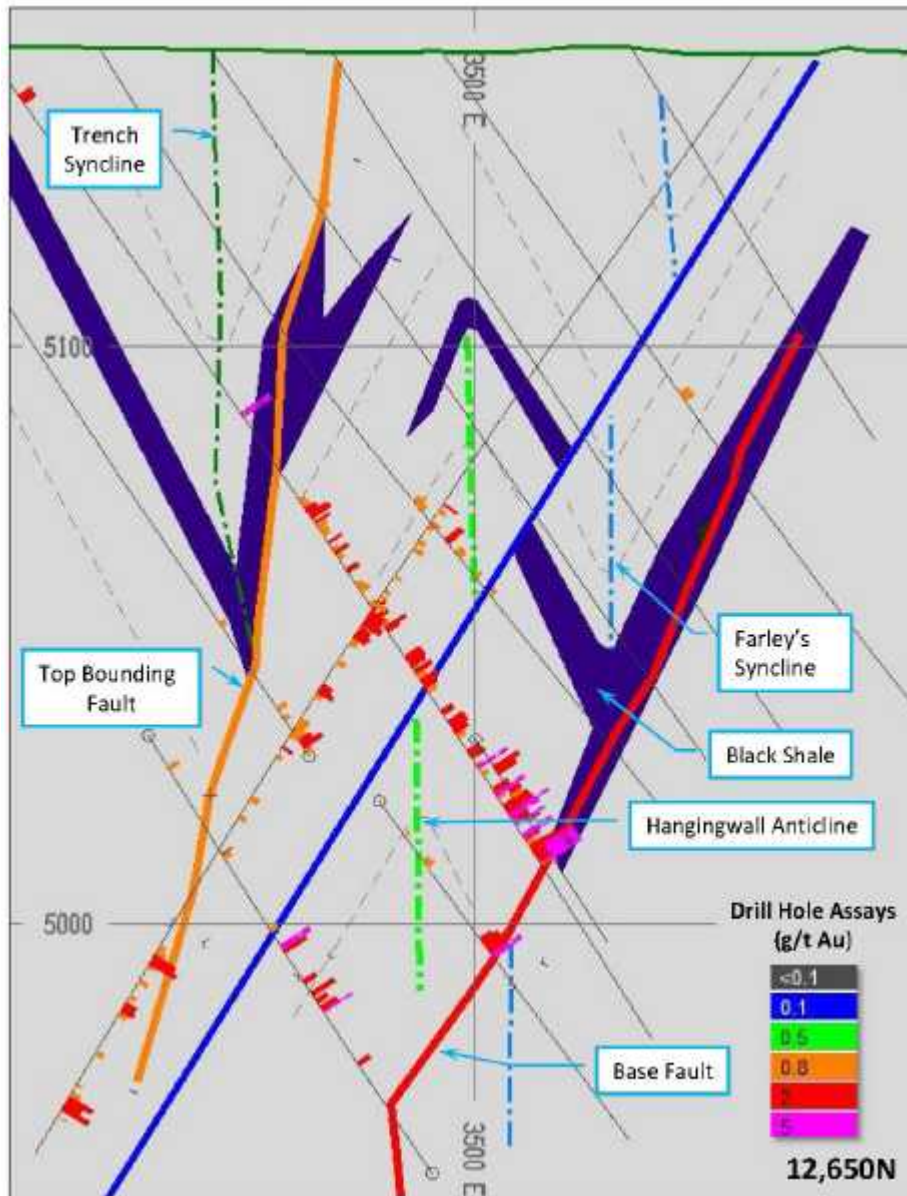 3500 E
Trench
Syncline
5100
Farley's
Syncline
Top Bounding
Fault
Black Shale
Hangingwall Anticline
5000
Drill Hole Assays
(g/t Au)
<0.1
0.1
0.5
0.8
2
5
Base Fault
3500 E
12,650N